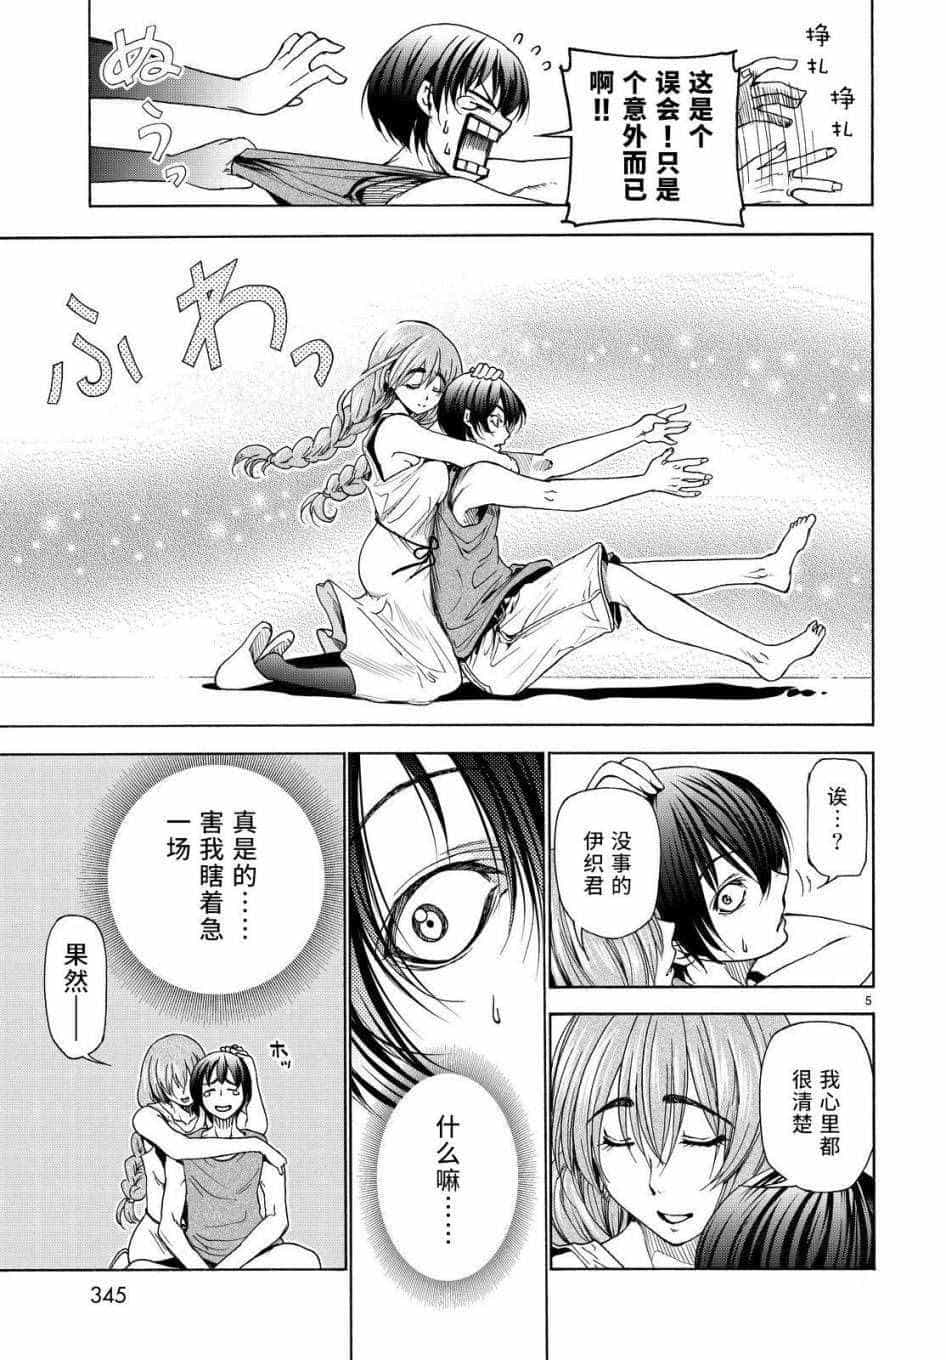 挣扎
挣扎
这是个
误会！只是
个意外而已
啊!!
ぬぅっ
ふわっ
诶…？
没事的
伊织君
5
我心里都
很清楚
什么嘛……
真是的……
害我瞎着急
一场
果然—
ホッ
345